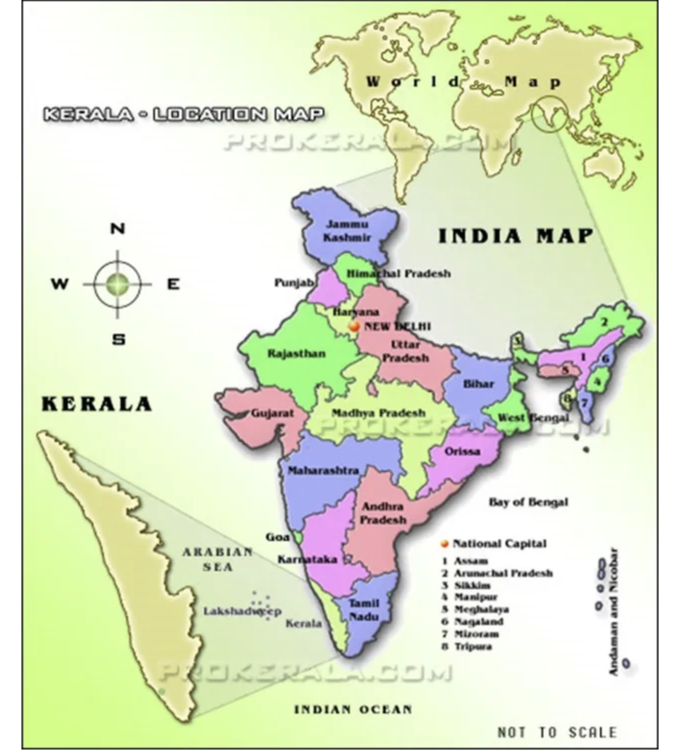 World Map
KERALA - LOCATION MAP
PROKERALA.COM
Jammu
Kashmir
INDIA MAP
N
W E
S
Himachal Pradesh
Punjab
Haryana
NEW DELHI
Uttar
Pradesh
Rajasthan
Bihar
3
2
1
6
5
4
8
7
KERALA
Gujarat
Madhya Pradesh
West Bengal
PROKERALA.COM
Orissa
Maharashtra
Andhra
Pradesh
Bay of Bengal
Goa
Karnataka
ARABIAN
SEA
National Capital
1 Assam
2 Arunachal Pradesh
3 Sikkim
4 Manipur
5 Meghalaya
6 Nagaland
7 Mizoram
8 Tripura
Andaman and Nicobar
Lakshadweep
Kerala
Tamil
Nadu
PROKERALA.COM
INDIAN OCEAN
NOT TO SCALE